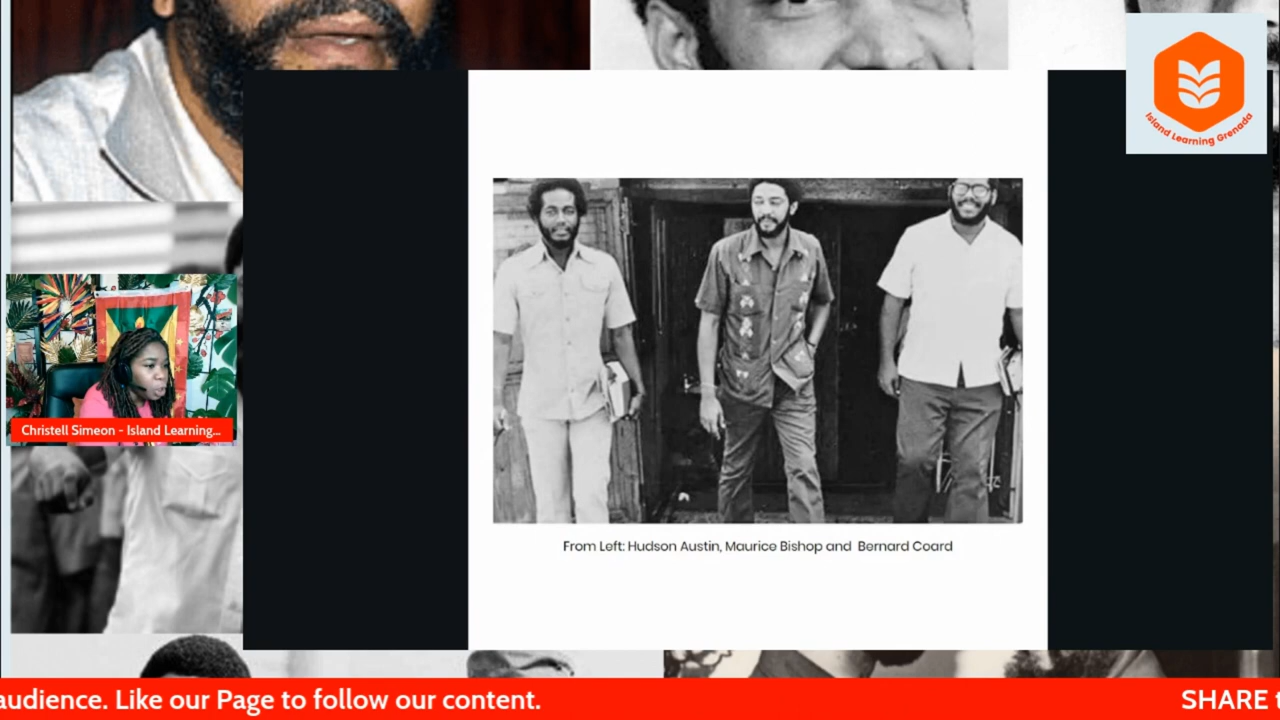 Island Learning Grenada
From Left: Hudson Austin, Maurice Bishop and Bernard Coard
Christell Simeon - Island Learning...
audience. Like our Page to follow our content.
SHARE